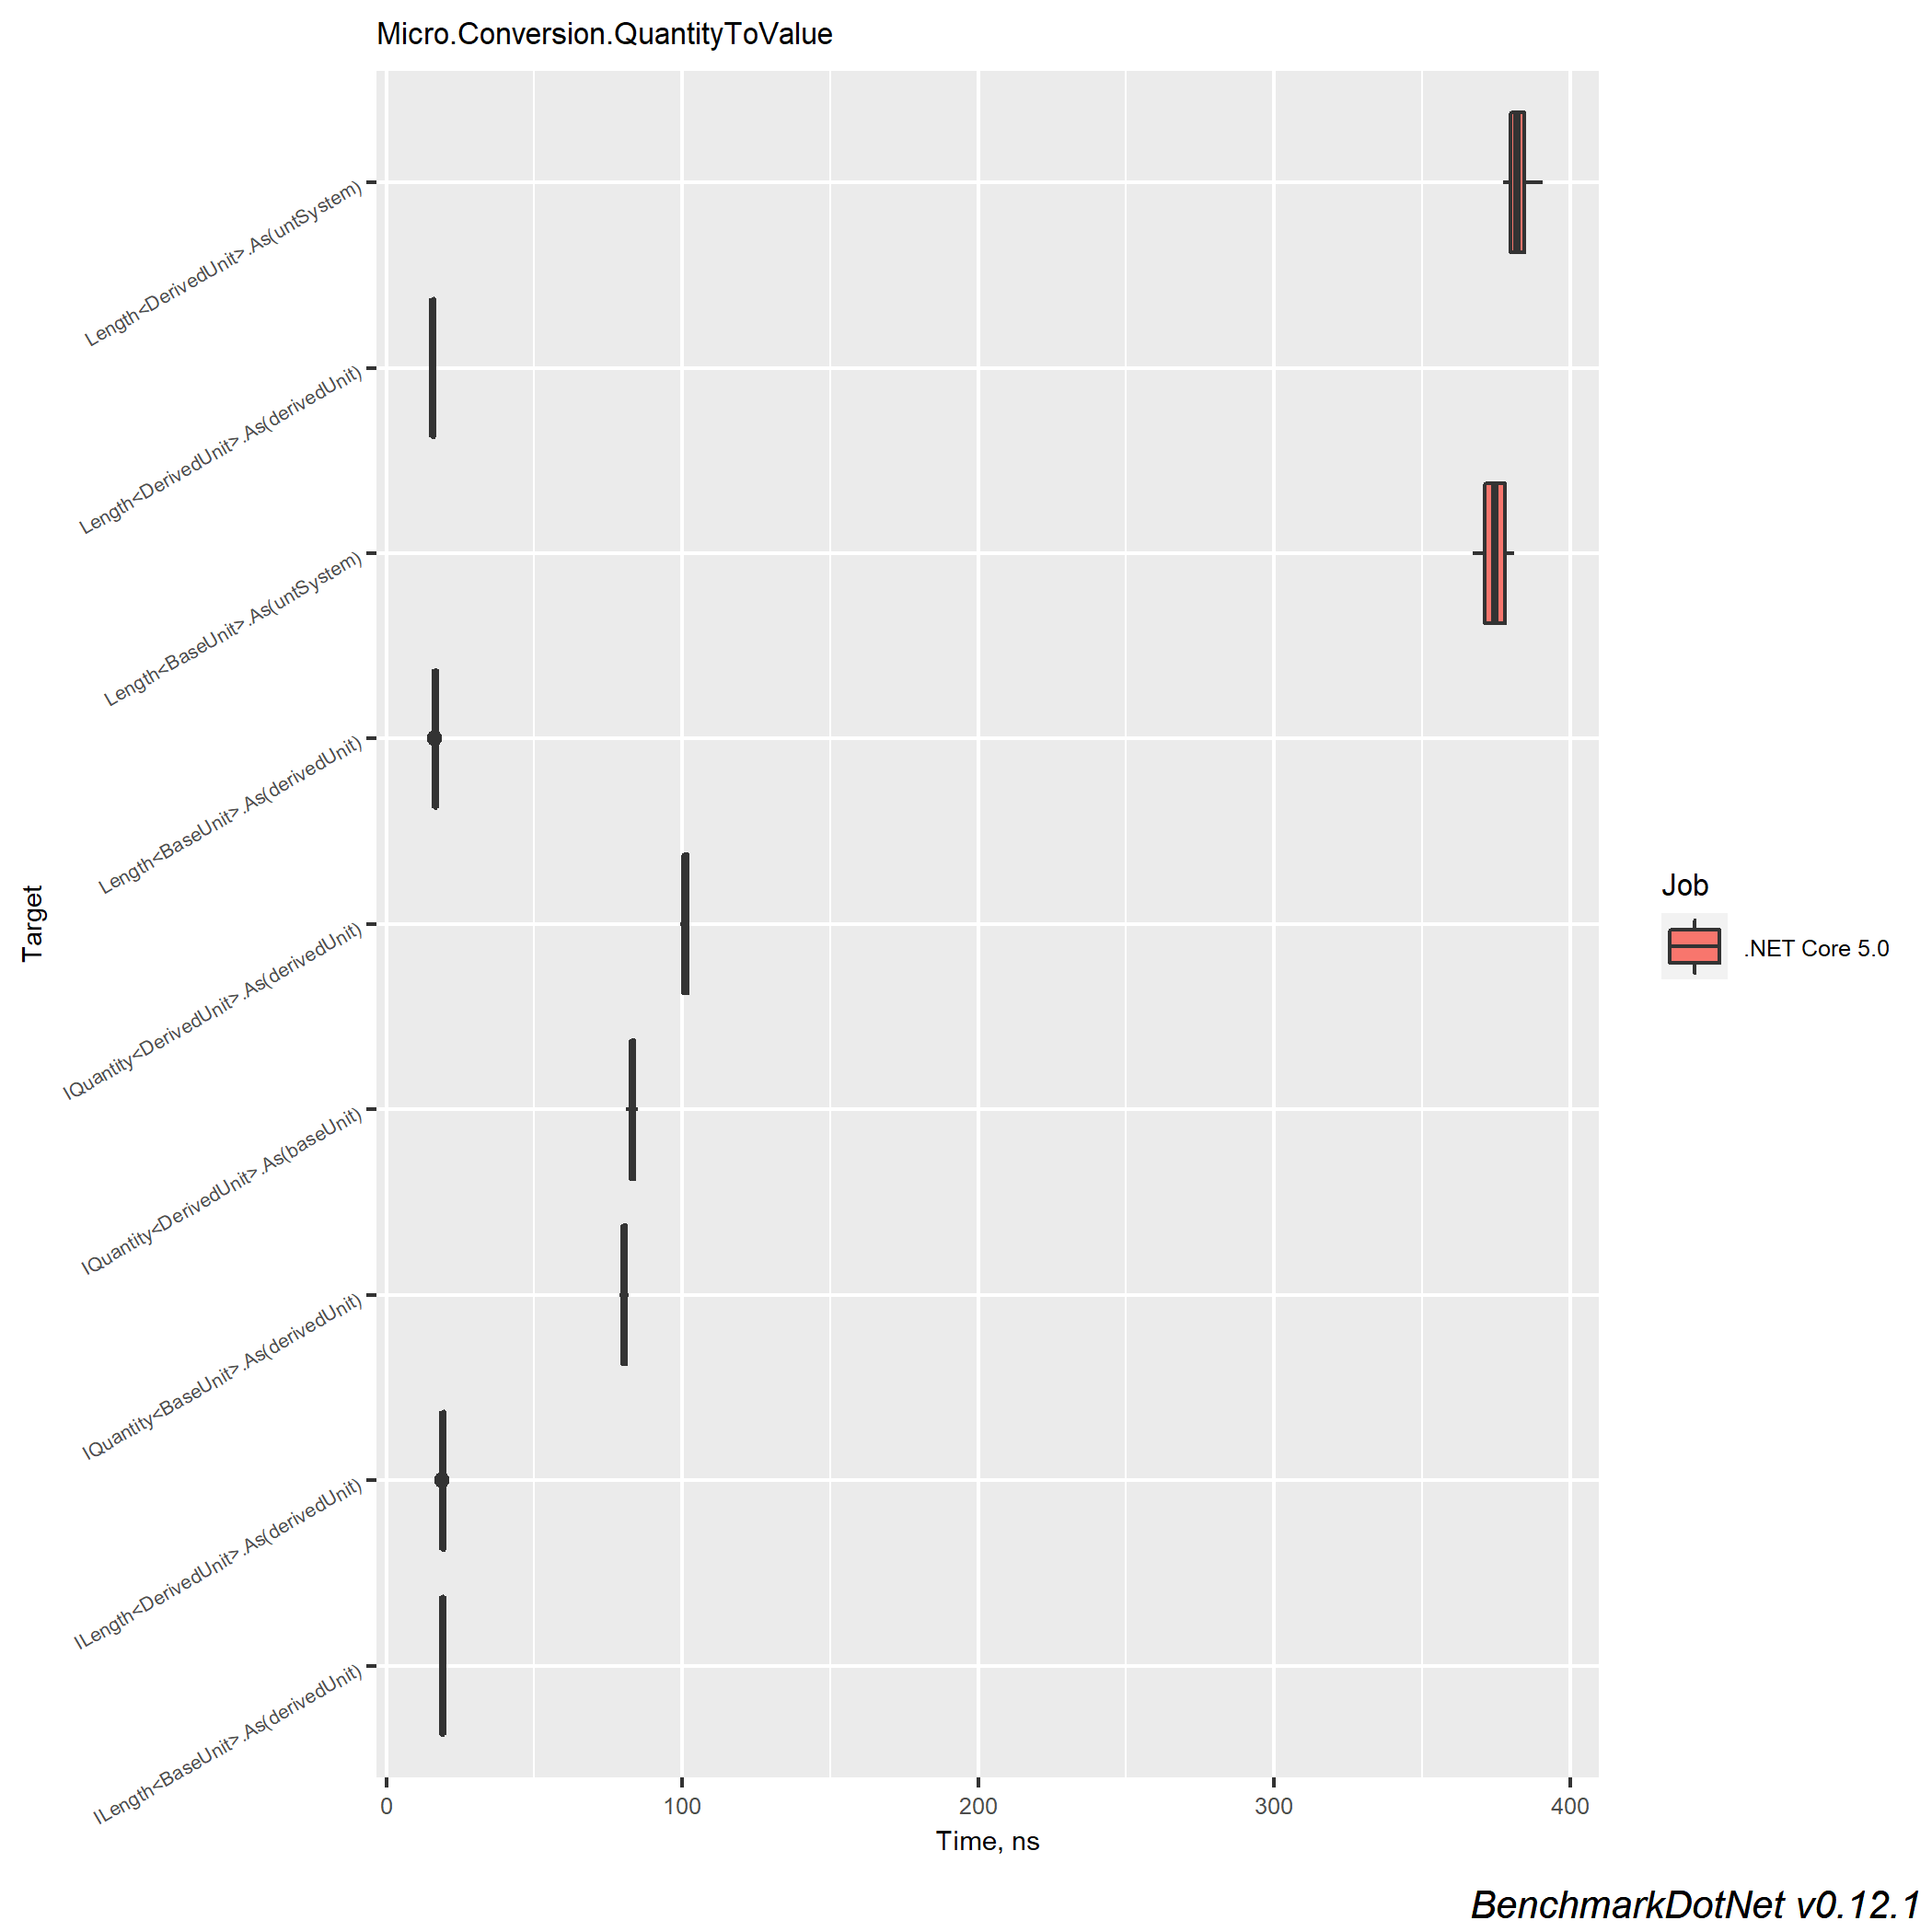 Micro.Conversion.QuantityToValue
Length<DerivedUnit>.As(untSystem)
Length<DerivedUnit>.As(derivedUnit)
Length<BaseUnit>.As(untSystem)
Length<BaseUnit>.As(derivedUnit)
IQuantity<DerivedUnit>.As(derivedUnit)
IQuantity<DerivedUnit>.As(baseUnit)
IQuantity<BaseUnit>.As(derivedUnit)
ILength<DerivedUnit>.As(derivedUnit)
ILength<BaseUnit>.As(derivedUnit)
Target
0 100 200 300 400
Time, ns
Job
.NET Core 5.0
BenchmarkDotNet v0.12.1